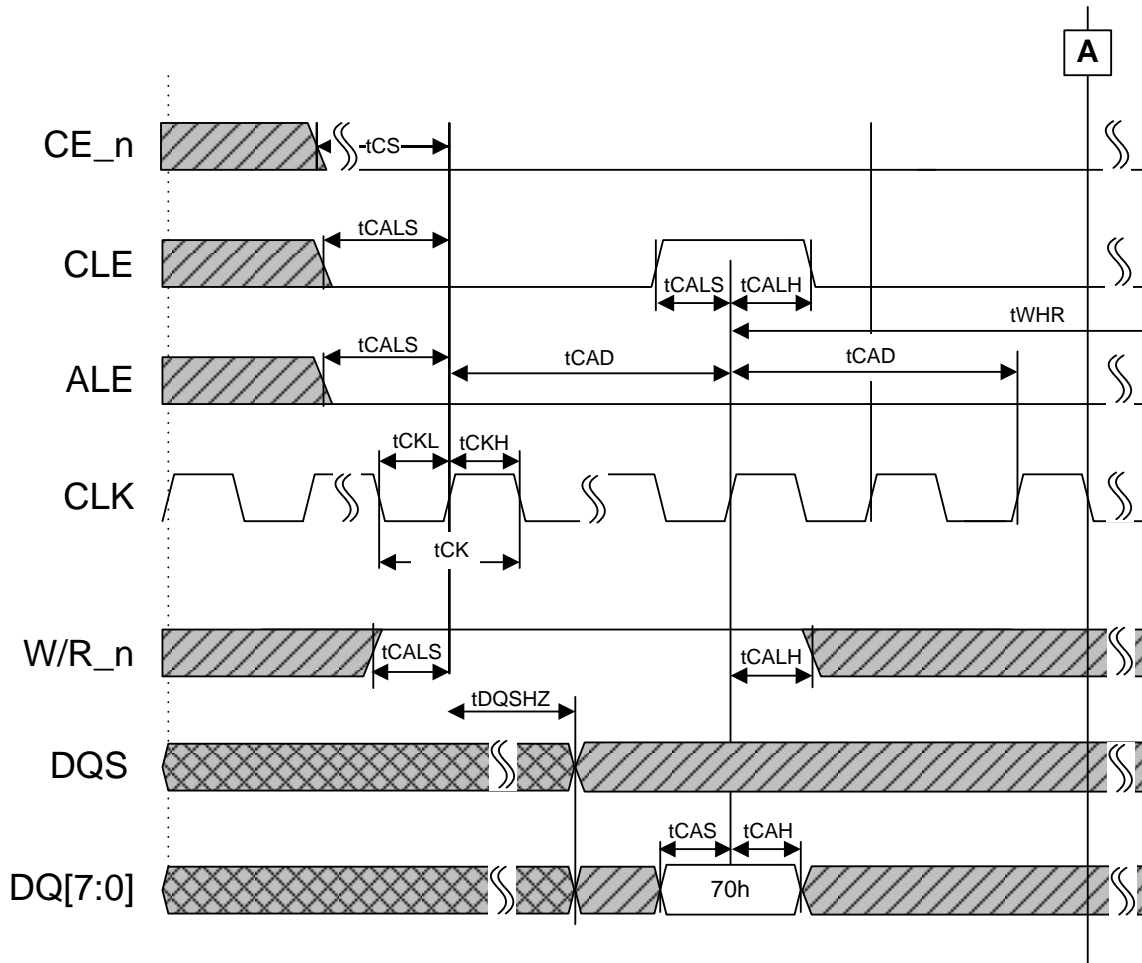 A
CE_n
tCS
CLE
tCALS
tCALS
tCALH
tWHR
ALE
tCALS
tCAD
tCAD
CLK
tCKL
tCKH
tCK
W/R_n
tCALS
tCALH
tDQSHZ
DQS
DQ[7:0]
tCAS
tCAH
70h